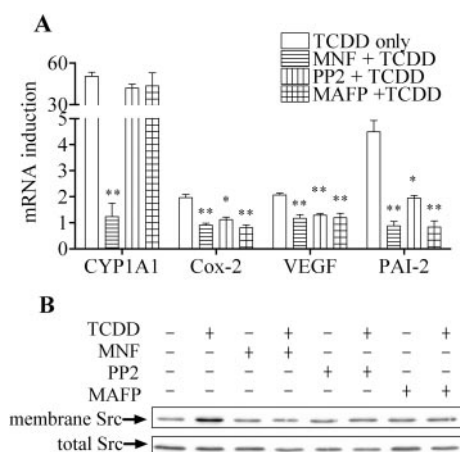 A
TCDD only
MNF + TCDD
PP2 + TCDD
MAFP +TCDD
mRNA induction
60
30
5
4
3
2
1
0
** ** * ** ** ** ** ** * **
CYP1A1 Cox-2 VEGF PAI-2
B
TCDD - + - + - + - +
MNF - - + + - - - -
PP2 - - - - + + - -
MAFP - - - - - - + +
membrane Src
total Src